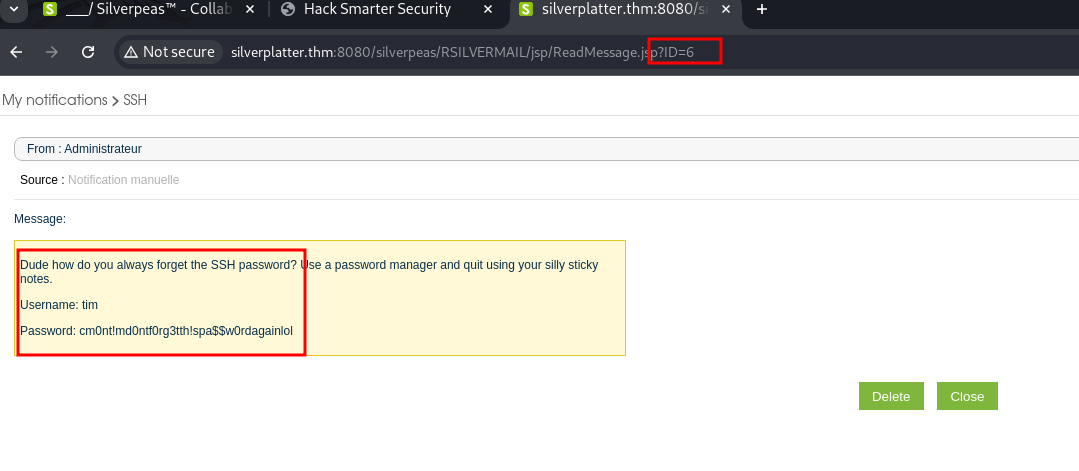 ___/ Silverpeas™ - Collab
Hack Smarter Security
silverplatter.thm:8080/si
Not secure
silverplatter.thm:8080/silverpeas/RSILVERMAIL/jsp/ReadMessage.jsp?ID=6
My notifications > SSH
From : Administrateur
Source : Notification manuelle
Message:
Dude how do you always forget the SSH password? Use a password manager and quit using your silly sticky
notes.
Username: tim
Password: cm0nt!md0ntf0rg3tth!spa$$w0rdagainlol
Delete
Close